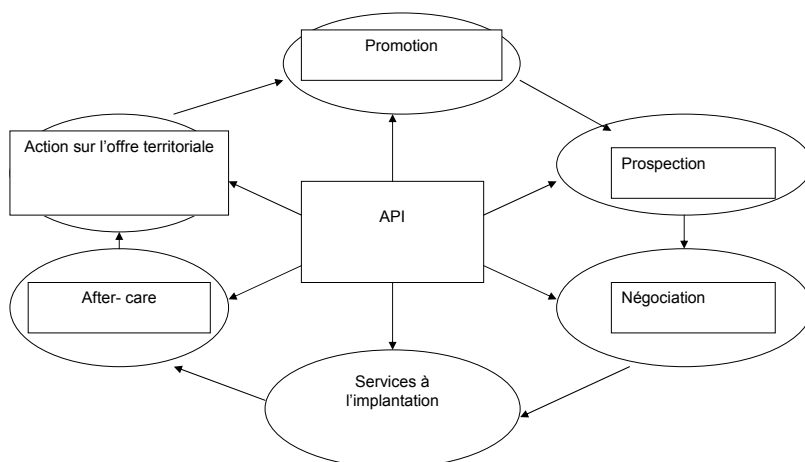 Promotion
Action sur l’offre territoriale
Prospection
API
After- care
Négociation
Services à
l’implantation